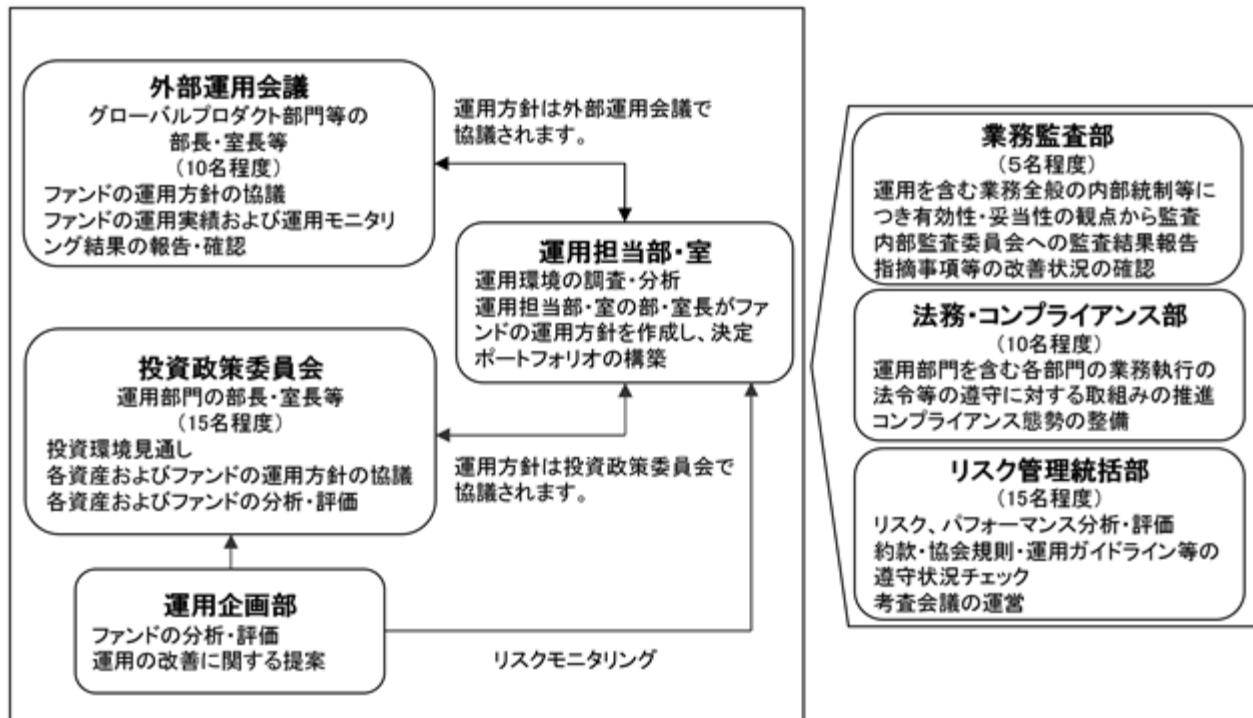 外部運用会議
グローバルプロダクト部門等の
部長・室長等
（10名程度）
ファンドの運用方針の協議
ファンドの運用実績および運用モニタリ
ング結果の報告・確認
運用方針は外部運用会議で
協議されます。
運用担当部・室
運用環境の調査・分析
運用担当部・室の部・室長がファ
ンドの運用方針を作成し、決定
ポートフォリオの構築
投資政策委員会
運用部門の部長・室長等
（15名程度）
投資環境見通し
各資産およびファンドの運用方針の協議
各資産およびファンドの分析・評価
運用方針は投資政策委員会で
協議されます。
運用企画部
ファンドの分析・評価
運用の改善に関する提案
リスクモニタリング
業務監査部
（５名程度）
運用を含む業務全般の内部統制等に
つき有効性・妥当性の観点から監査
内部監査委員会への監査結果報告
指摘事項等の改善状況の確認
法務・コンプライアンス部
（10名程度）
運用部門を含む各部門の業務執行の
法令等の遵守に対する取組みの推進
コンプライアンス態勢の整備
リスク管理統括部
（15名程度）
リスク、パフォーマンス分析・評価
約款・協会規則・運用ガイドライン等の
遵守状況チェック
考査会議の運営